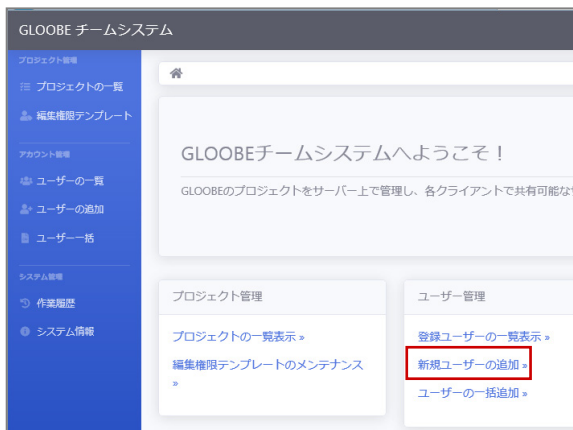 GLOOBE チームシステム
プロジェクト管理
プロジェクトの一覧
編集権限テンプレート
アカウント管理
ユーザーの一覧
ユーザーの追加
ユーザー一括
システム管理
作業履歴
システム情報
GLOOBEチームシステムへようこそ！
GLOOBEのプロジェクトをサーバー上で管理し、各クライアントで共有可能な
プロジェクト管理
プロジェクトの一覧表示 »
編集権限テンプレートのメンテナンス
»
ユーザー管理
登録ユーザーの一覧表示 »
新規ユーザーの追加 »
ユーザーの一括追加 »